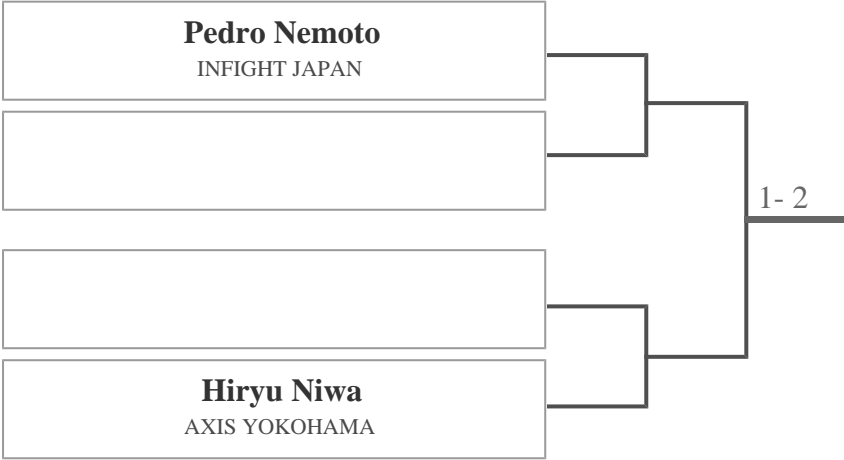 Pedro Nemoto
INFIGHT JAPAN
1- 2
Hiryu Niwa
AXIS YOKOHAMA